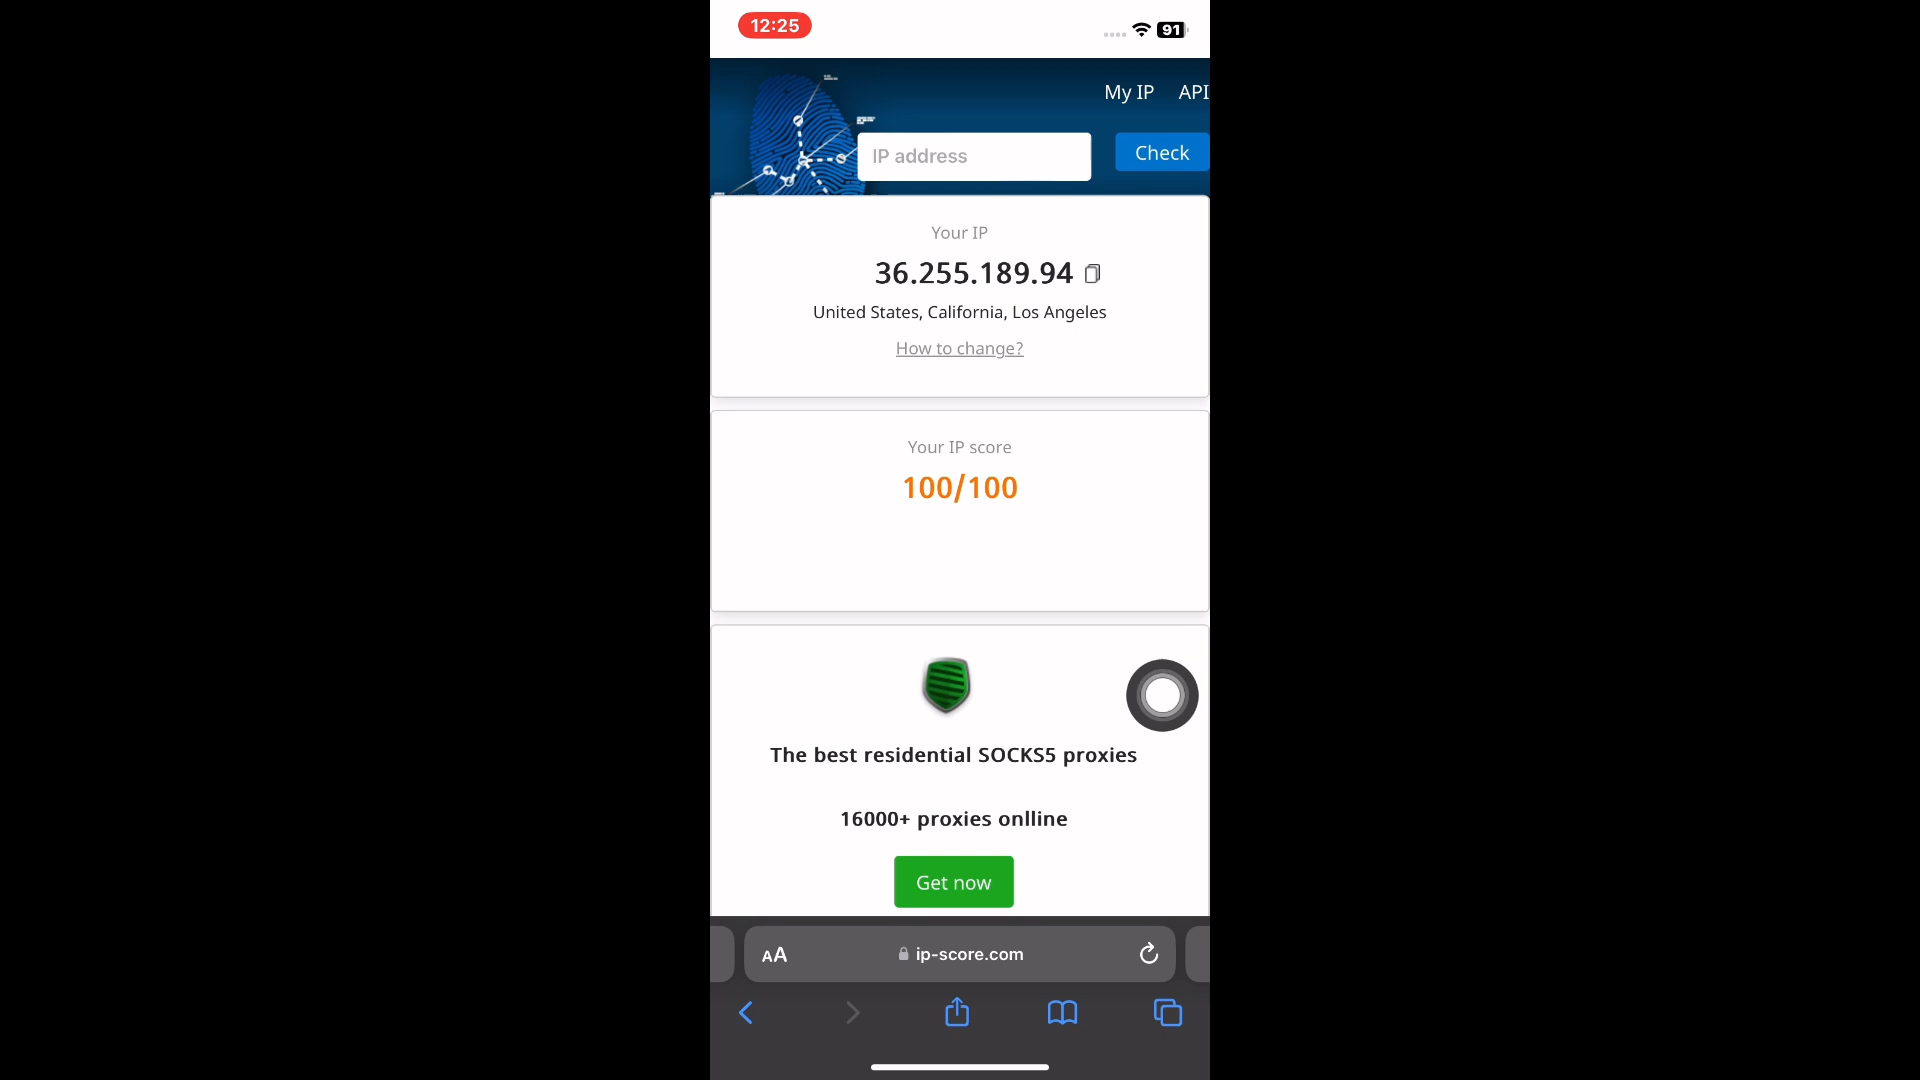 12:25
91
My IP API
IP address
Check
Your IP
36.255.189.94
United States, California, Los Angeles
How to change?
Your IP score
100/100
The best residential SOCKS5 proxies
16000+ proxies onlline
Get now
AA ip-score.com